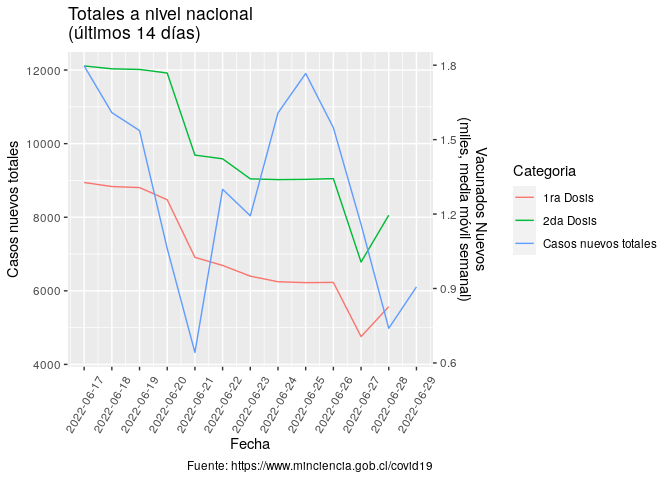 Totales a nivel nacional
(últimos 14 días)
Casos nuevos totales
12000
10000
8000
6000
4000
1.8
1.5
1.2
0.9
0.6
Vacunados Nuevos
(miles, media móvil semanal)
2022-06-17
2022-06-18
2022-06-19
2022-06-20
2022-06-21
2022-06-22
2022-06-23
2022-06-24
2022-06-25
2022-06-26
2022-06-27
2022-06-28
2022-06-29
Fecha
Categoria
1ra Dosis
2da Dosis
Casos nuevos totales
Fuente: https://www.minciencia.gob.cl/covid19